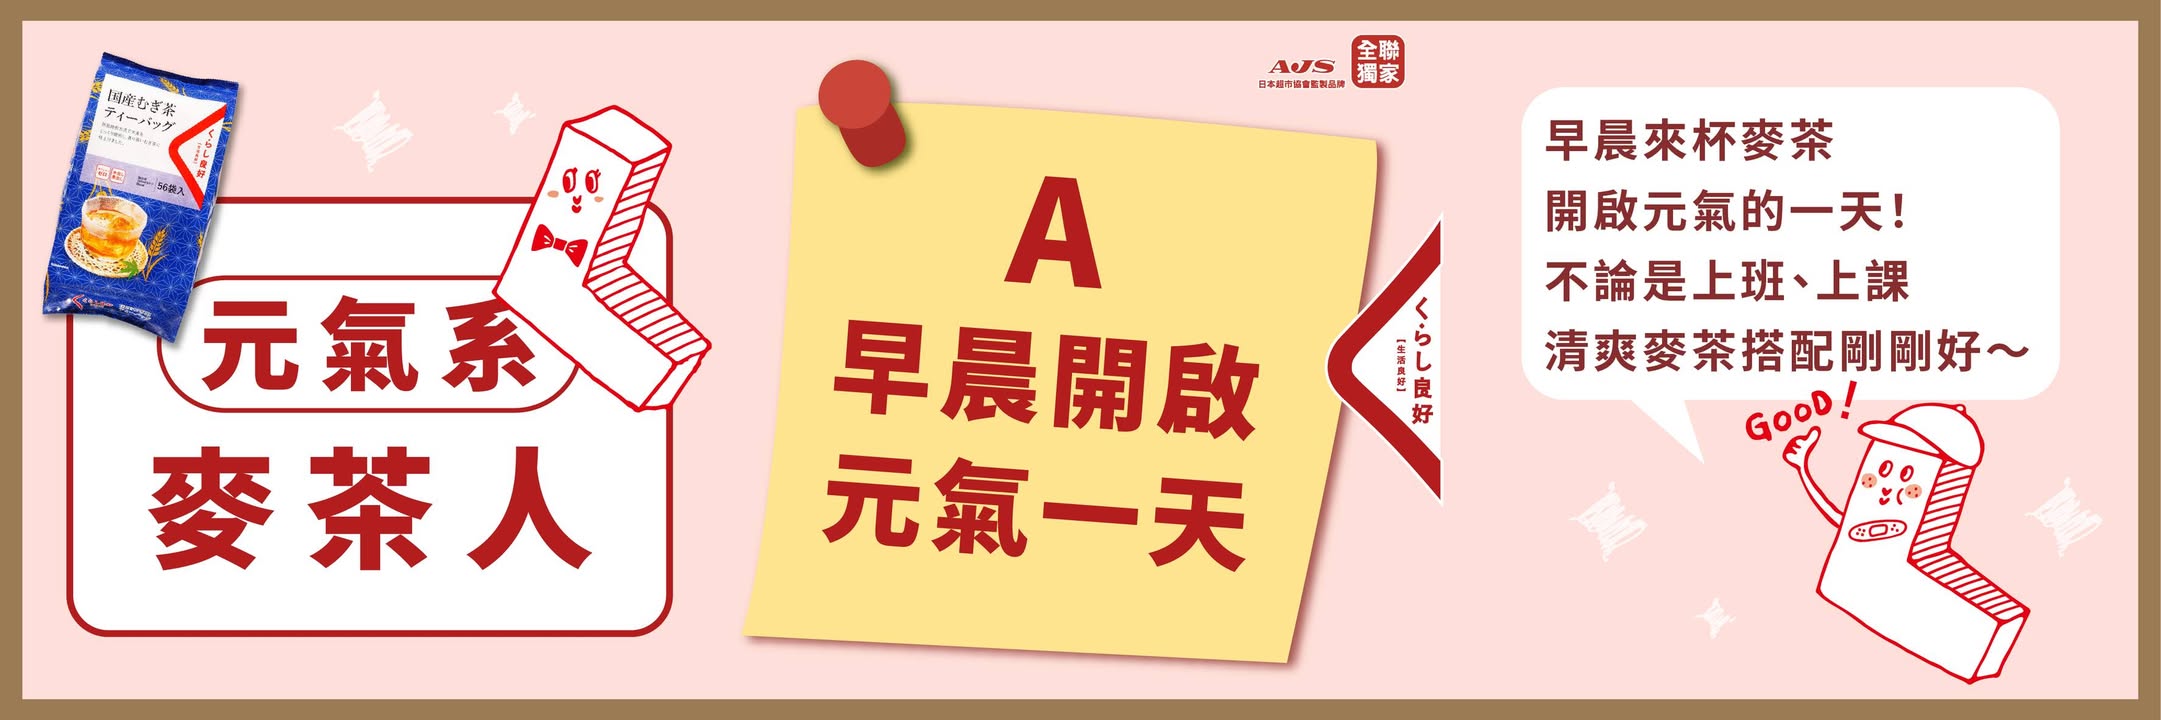 国産むぎ茶
ティーバッグ
くらし良好
56袋入
元氣系
麥茶人
AJS
日本超市協會監製品牌
全聯
獨家
A
早晨開啟
元氣一天
くらし良好
【生活良好】
早晨來杯麥茶
開啟元氣的一天！
不論是上班、上課
清爽麥茶搭配剛剛好～
GOOD!